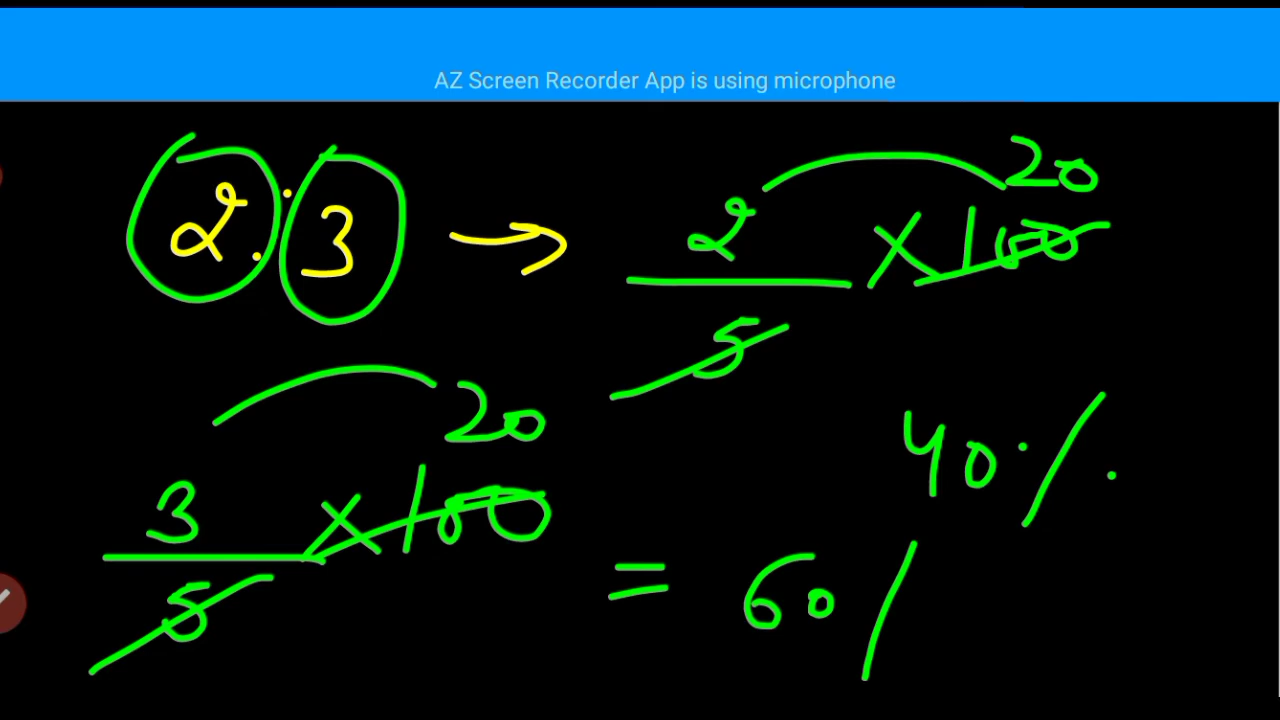 AZ Screen Recorder App is using microphone
2:3 → 2/5 × 100 20
40%
3/5 × 100 20
= 60/